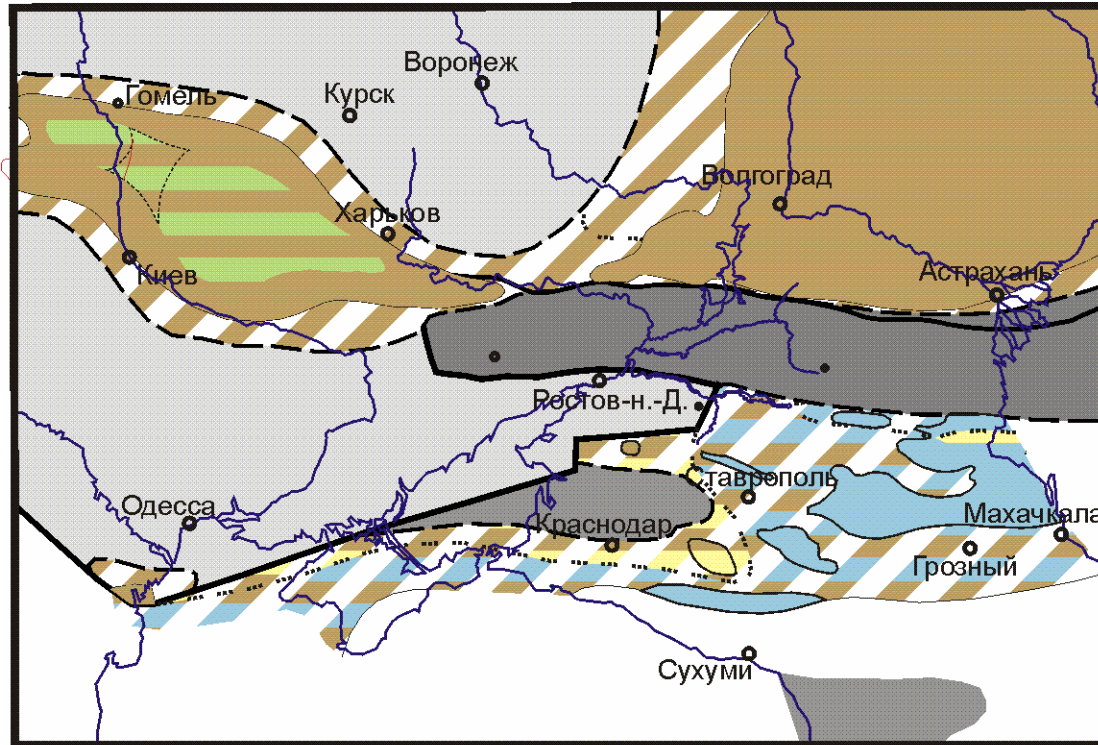 Воронеж
Гомель
Курск
Волгоград
Харьков
Киев
Астрахань
Ростов-н.-Д.
Ставрополь
Одесса
Краснодар
Махачкала
Грозный
Сухуми